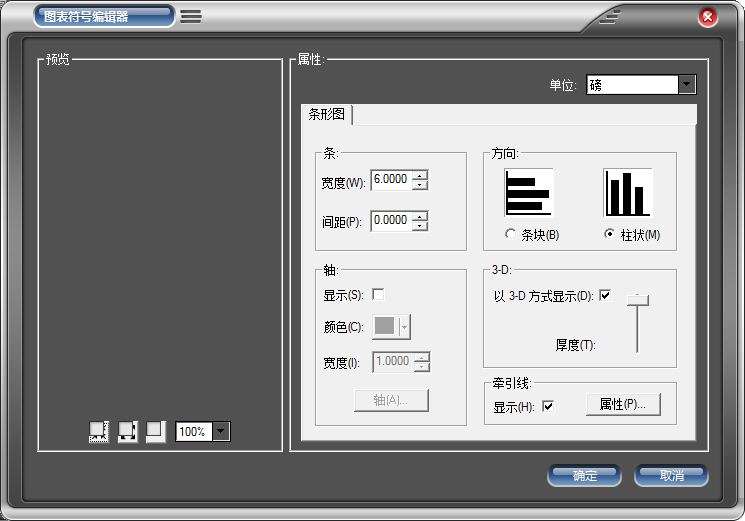 图表符号编辑器
预览
属性:
单位: 磅
条形图
条:
宽度(W): 6.0000
间距(P): 0.0000
方向:
条块(B) 柱状(M)
轴:
显示(S):
颜色(C):
宽度(I): 1.0000
轴(A)...
3-D:
以 3-D 方式显示(D):
厚度(T):
牵引线:
显示(H): 属性(P)...
100%
确定 取消